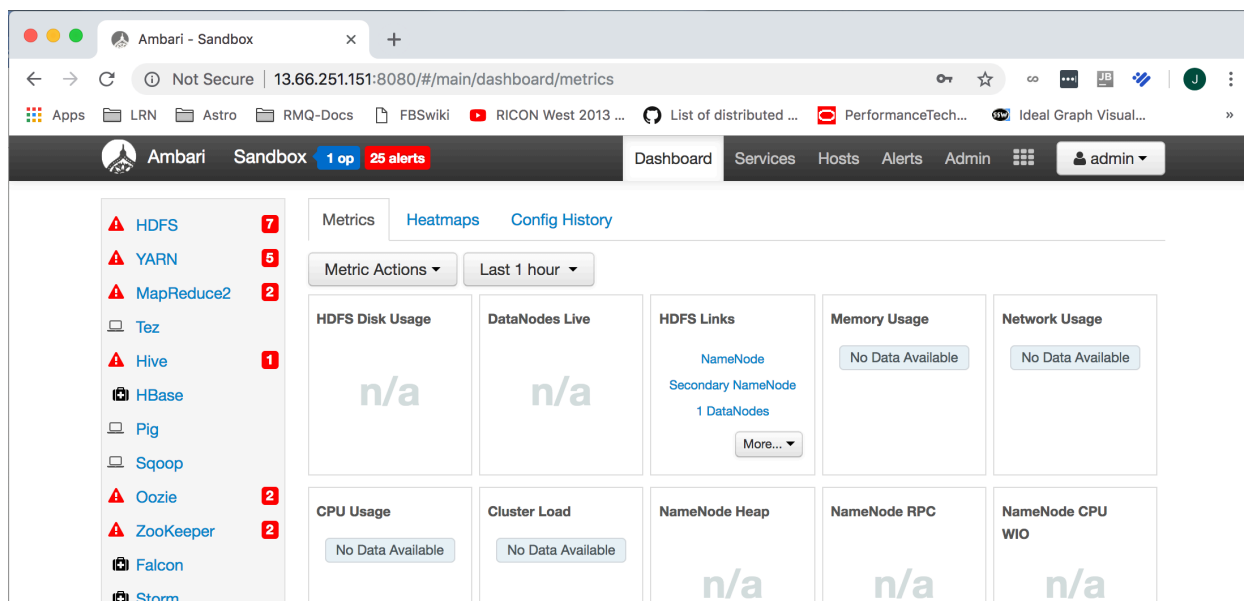 Ambari - Sandbox
Not Secure | 13.66.251.151:8080/#/main/dashboard/metrics
JB
J
Apps LRN Astro RMQ-Docs FBSwiki RICON West 2013 ... List of distributed ... PerformanceTech... SSW Ideal Graph Visual... »
Ambari Sandbox 1 op 25 alerts Dashboard Services Hosts Alerts Admin admin
HDFS 7
YARN 5
MapReduce2 2
Tez
Hive 1
HBase
Pig
Sqoop
Oozie 2
ZooKeeper 2
Falcon
Storm
Metrics Heatmaps Config History
Metric Actions Last 1 hour
HDFS Disk Usage
n/a
DataNodes Live
n/a
HDFS Links
NameNode
Secondary NameNode
1 DataNodes
More...
Memory Usage
No Data Available
Network Usage
No Data Available
CPU Usage
No Data Available
Cluster Load
No Data Available
NameNode Heap
n/a
NameNode RPC
n/a
NameNode CPU
WIO
n/a